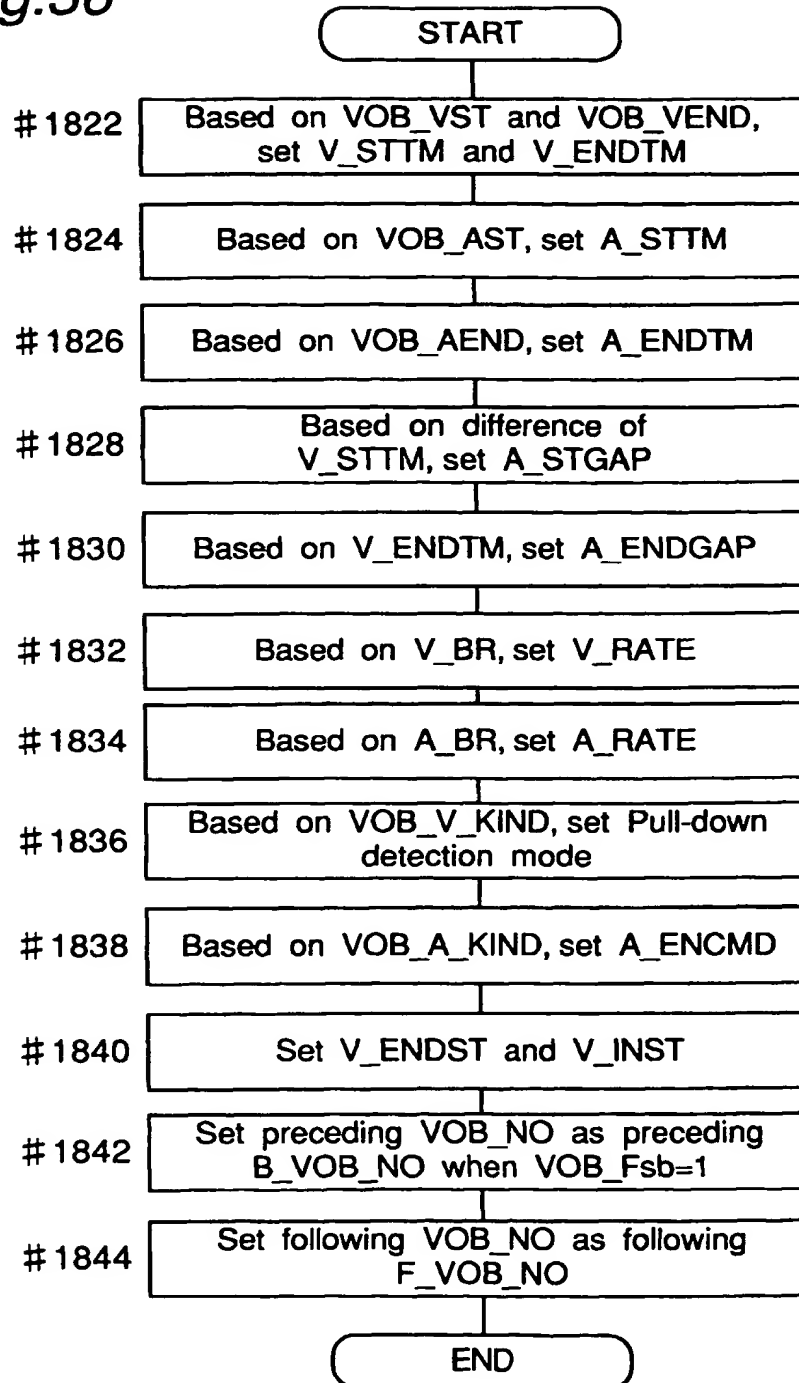 g.50
START
#1822 Based on VOB_VST and VOB_VEND,
set V_STTM and V_ENDTM
#1824 Based on VOB_AST, set A_STTM
#1826 Based on VOB_AEND, set A_ENDTM
#1828 Based on difference of
V_STTM, set A_STGAP
#1830 Based on V_ENDTM, set A_ENDGAP
#1832 Based on V_BR, set V_RATE
#1834 Based on A_BR, set A_RATE
#1836 Based on VOB_V_KIND, set Pull-down
detection mode
#1838 Based on VOB_A_KIND, set A_ENCMD
#1840 Set V_ENDST and V_INST
#1842 Set preceding VOB_NO as preceding
B_VOB_NO when VOB_Fsb=1
#1844 Set following VOB_NO as following
F_VOB_NO
END